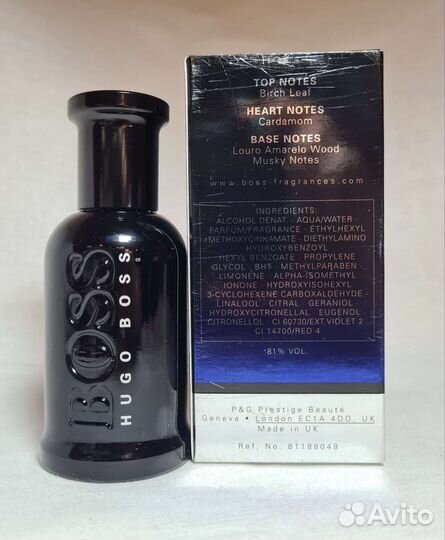 BOSS
HUGO BOSS
TOP NOTES
Birch Leaf
HEART NOTES
Cardamom
BASE NOTES
Louro Amarelo Wood
Musky Notes
www.boss-fragrances.com
INGREDIENTS:
ALCOHOL DENAT. • AQUA/WATER
PARFUM/FRAGRANCE • ETHYLHEXYL
METHOXYCINNAMATE • DIETHYLAMINO
HYDROXYBENZOYL
HEXYL BENZOATE • PROPYLENE
GLYCOL • BHT • METHYLPARABEN
LIMONENE • ALPHA-ISOMETHYL
IONONE • HYDROXYISOHEXYL
3-CYCLOHEXENE CARBOXALDEHYDE
LINALOOL • CITRAL • GERANIOL
HYDROXYCITRONELLAL • EUGENOL
CITRONELLOL • CI 60730/EXT.VIOLET 2
CI 14700/RED 4
*81% VOL.
P&G Prestige Beauté
Geneva • London EC1A 4DD, UK
Made in UK
Ref. No. 81188049
Avito